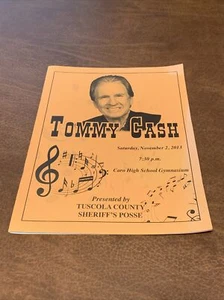 TOMMY CASH
Saturday, November 2, 2013
7:30 p.m.
Caro High School Gymnasium
Presented by
TUSCOLA COUNTY
SHERIFF'S POSSE